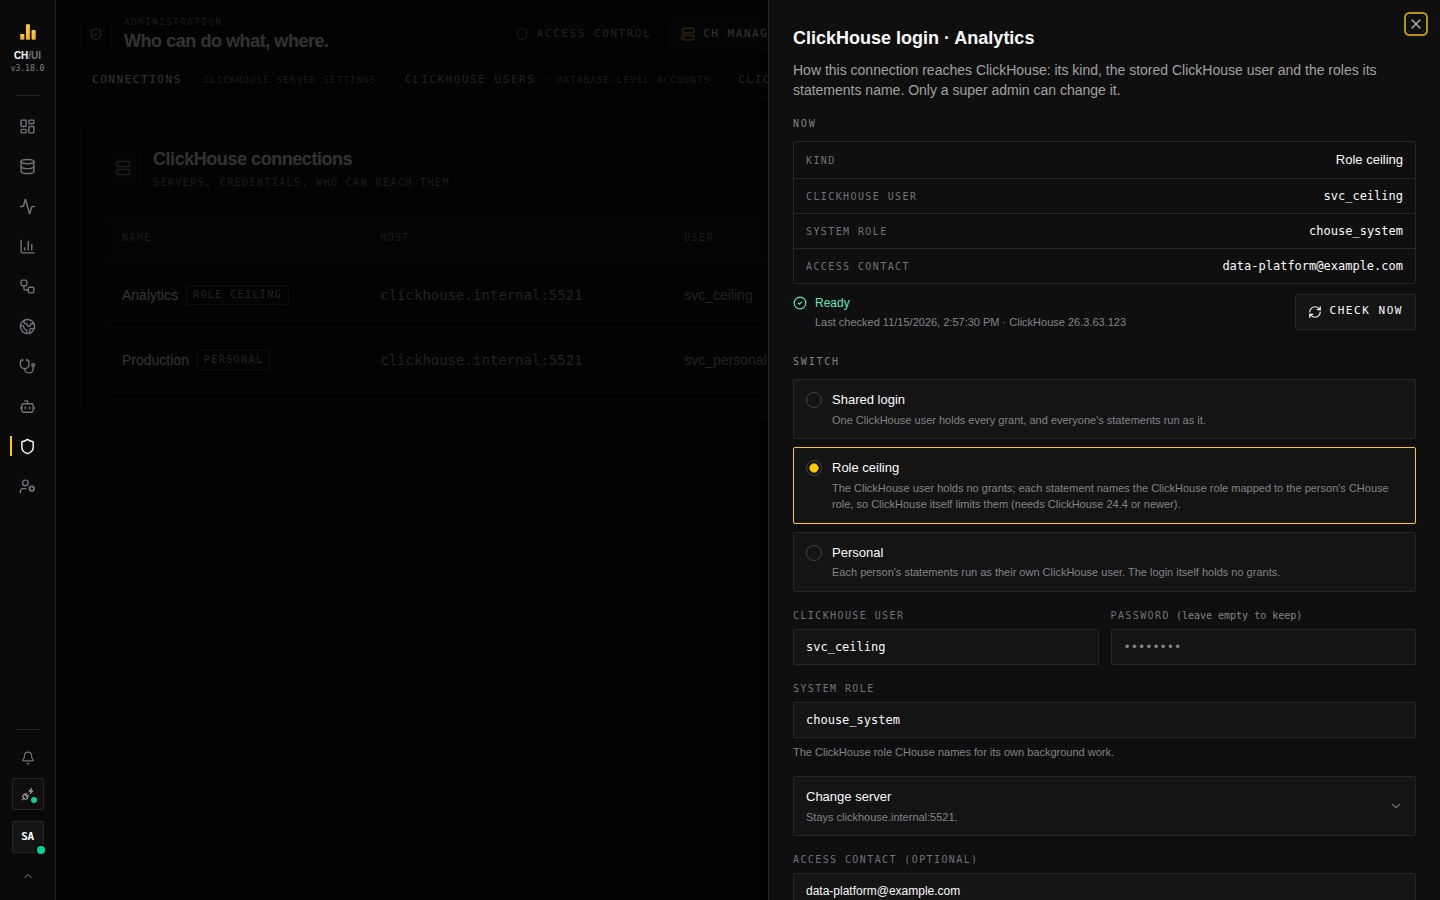 CH/UI
v3.18.0
ADMINISTRATION
Who can do what, where.
ACCESS CONTROL
CH MANAG
CONNECTIONS · CLICKHOUSE SERVER SETTINGS
CLICKHOUSE USERS · DATABASE-LEVEL ACCOUNTS
CLIC
ClickHouse connections
SERVERS, CREDENTIALS, WHO CAN REACH THEM
NAME HOST USER
Analytics ROLE CEILING clickhouse.internal:5521 svc_ceiling
Production PERSONAL clickhouse.internal:5521 svc_personal
SA
ClickHouse login · Analytics
How this connection reaches ClickHouse: its kind, the stored ClickHouse user and the roles its
statements name. Only a super admin can change it.
NOW
KIND Role ceiling
CLICKHOUSE USER svc_ceiling
SYSTEM ROLE chouse_system
ACCESS CONTACT data-platform@example.com
Ready
Last checked 11/15/2026, 2:57:30 PM · ClickHouse 26.3.63.123
CHECK NOW
SWITCH
Shared login
One ClickHouse user holds every grant, and everyone's statements run as it.
Role ceiling
The ClickHouse user holds no grants; each statement names the ClickHouse role mapped to the person's CHouse
role, so ClickHouse itself limits them (needs ClickHouse 24.4 or newer).
Personal
Each person's statements run as their own ClickHouse user. The login itself holds no grants.
CLICKHOUSE USER PASSWORD (leave empty to keep)
svc_ceiling ••••••••
SYSTEM ROLE
chouse_system
The ClickHouse role CHouse names for its own background work.
Change server
Stays clickhouse.internal:5521.
ACCESS CONTACT (OPTIONAL)
data-platform@example.com